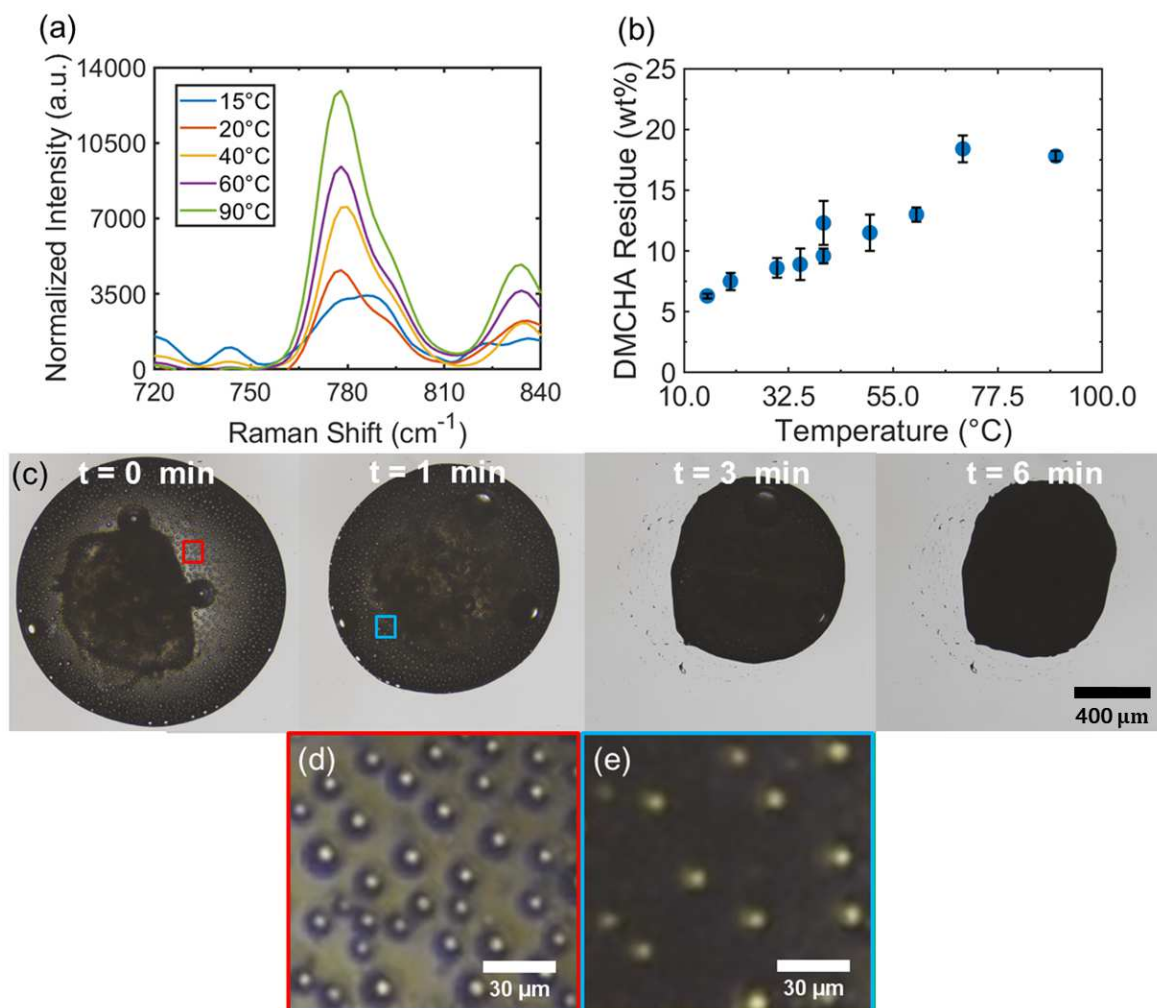 (a)
14000
10500
7000
3500
0
15°C
20°C
40°C
60°C
90°C
720
750
780
810
840
Normalized Intensity (a.u.)
Raman Shift (cm⁻¹)
(b)
25
20
15
10
5
0
10.0
32.5
55.0
77.5
100.0
DMCHA Residue (wt%)
Temperature (°C)
(c)
t = 0 min
t = 1 min
t = 3 min
t = 6 min
400 µm
(d)
30 µm
(e)
30 µm